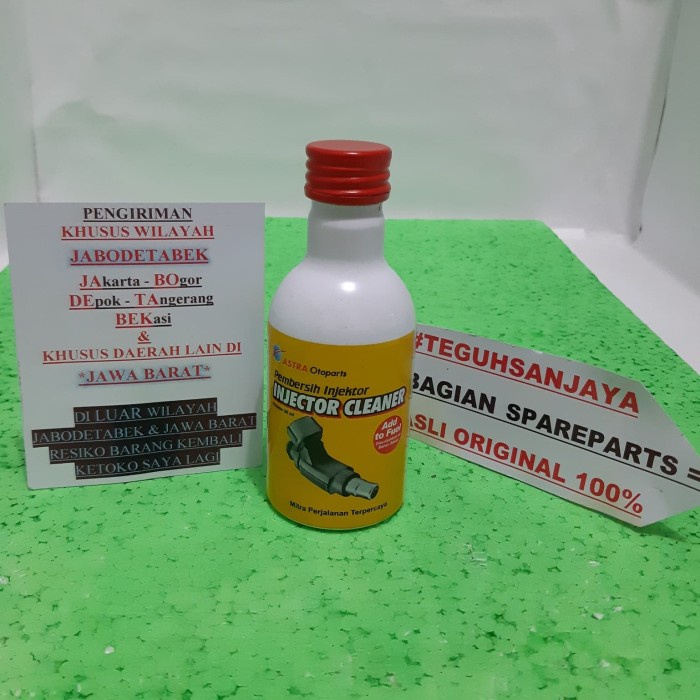 PENGIRIMAN
KHUSUS WILAYAH
JABODETABEK
JAkarta - BOgor
DEpok - TAngerang
BEKasi
&
KHUSUS DAERAH LAIN DI
*JAWA BARAT*
DI LUAR WILAYAH
JABODETABEK & JAWA BARAT
RESIKO BARANG KEMBALI
KETOKO SAYA LAGI
ASTRA Otoparts
Pembersih Injektor
INJECTOR CLEANER
Add
to Fuel
Mitra Perjalanan Terpercaya
#TEGUHSANJAYA
BAGIAN SPAREPARTS =
ASLI ORIGINAL 100%